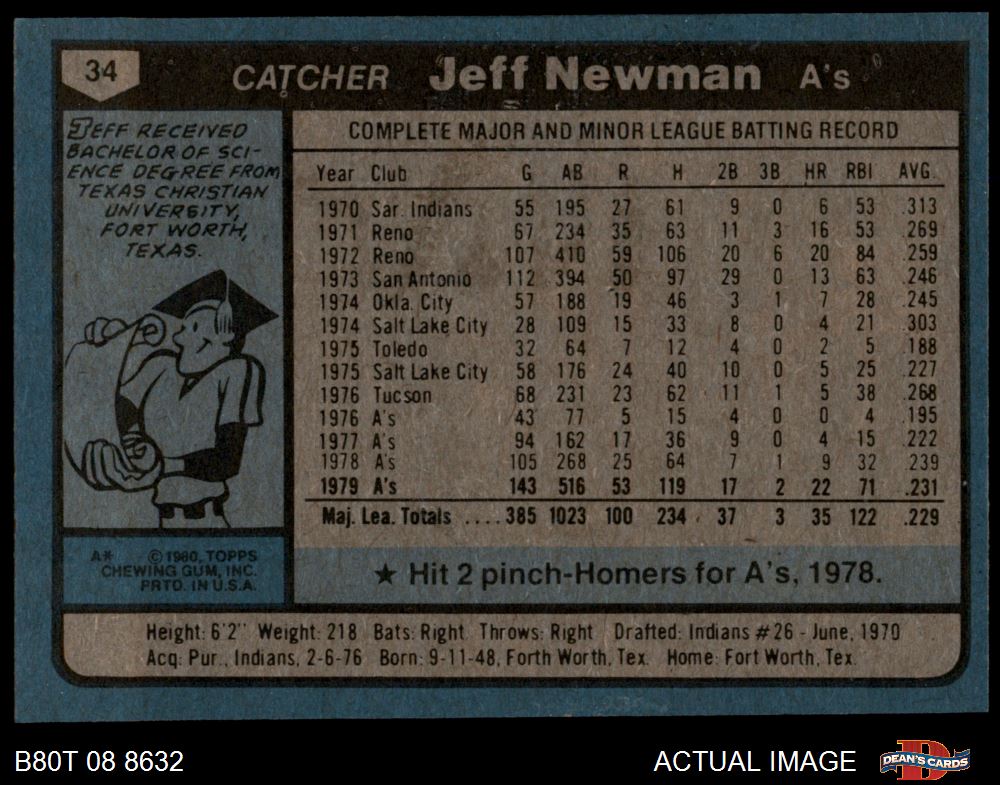 34 CATCHER Jeff Newman A's
JEFF RECEIVED
BACHELOR OF SCI-
ENCE DEGREE FROM
TEXAS CHRISTIAN
UNIVERSITY,
FORT WORTH,
TEXAS.
A* © 1980, TOPPS
CHEWING GUM, INC.
PRTD. IN U.S.A.
COMPLETE MAJOR AND MINOR LEAGUE BATTING RECORD
Year Club G AB R H 2B 3B HR RBI AVG.
1970 Sar. Indians 55 195 27 61 9 0 6 53 .313
1971 Reno 67 234 35 63 11 3 16 53 .269
1972 Reno 107 410 59 106 20 6 20 84 .259
1973 San Antonio 112 394 50 97 29 0 13 63 .246
1974 Okla. City 57 188 19 46 3 1 7 28 .245
1974 Salt Lake City 28 109 15 33 8 0 4 21 .303
1975 Toledo 32 64 7 12 4 0 2 5 .188
1975 Salt Lake City 58 176 24 40 10 0 5 25 .227
1976 Tucson 68 231 23 62 11 1 5 38 .268
1976 A's 43 77 5 15 4 0 0 4 .195
1977 A's 94 162 17 36 9 0 4 15 .222
1978 A's 105 268 25 64 7 1 9 32 .239
1979 A's 143 516 53 119 17 2 22 71 .231
Maj. Lea. Totals .... 385 1023 100 234 37 3 35 122 .229
★ Hit 2 pinch-Homers for A's, 1978.
Height: 6'2" Weight: 218 Bats: Right Throws: Right Drafted: Indians #26 - June, 1970
Acq: Pur., Indians, 2-6-76 Born: 9-11-48, Forth Worth, Tex. Home: Fort Worth, Tex.
B80T 08 8632 ACTUAL IMAGE DEAN'S CARDS